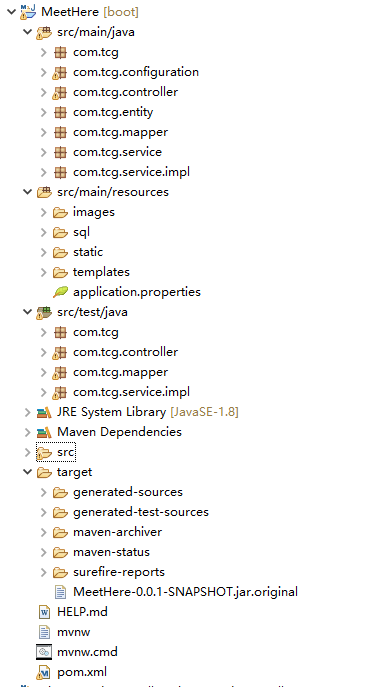 MeetHere [boot]
src/main/java
com.tcg
com.tcg.configuration
com.tcg.controller
com.tcg.entity
com.tcg.mapper
com.tcg.service
com.tcg.service.impl
src/main/resources
images
sql
static
templates
application.properties
src/test/java
com.tcg
com.tcg.controller
com.tcg.mapper
com.tcg.service.impl
JRE System Library [JavaSE-1.8]
Maven Dependencies
src
target
generated-sources
generated-test-sources
maven-archiver
maven-status
surefire-reports
MeetHere-0.0.1-SNAPSHOT.jar.original
HELP.md
mvnw
mvnw.cmd
pom.xml